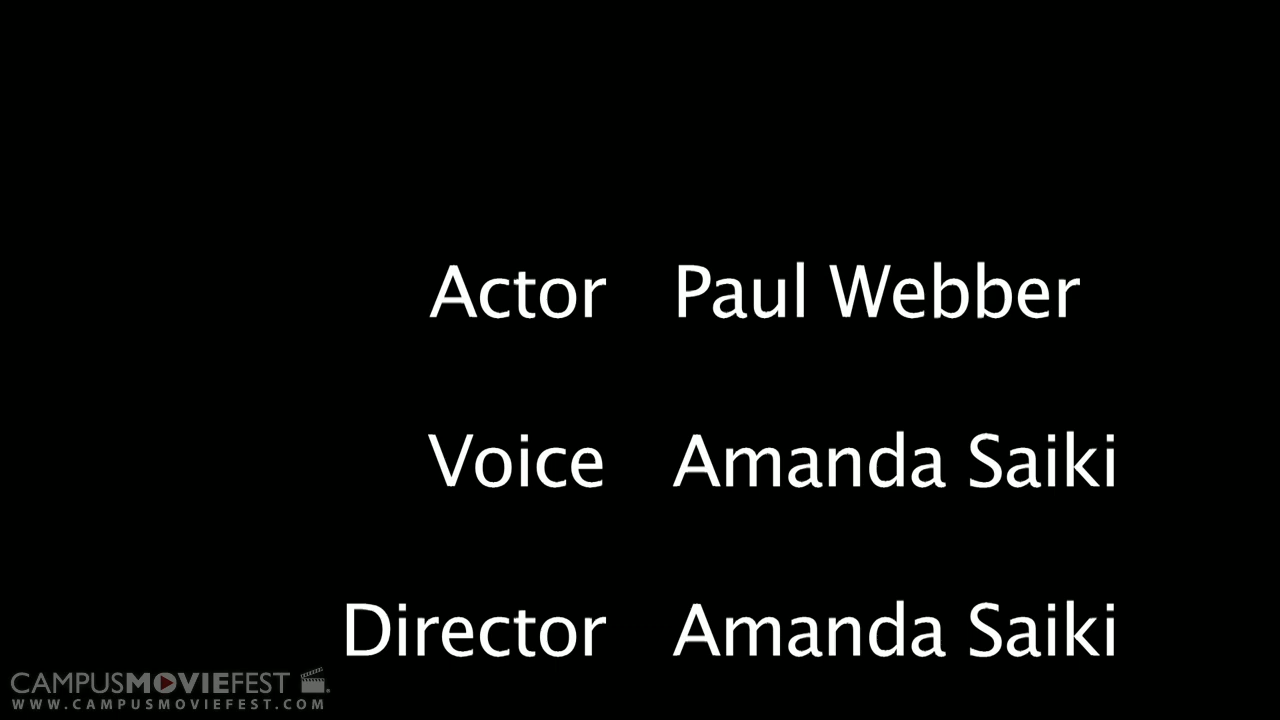 Actor Paul Webber
Voice Amanda Saiki
Director Amanda Saiki
CAMPUSMOVIEFEST
WWW.CAMPUSMOVIEFEST.COM